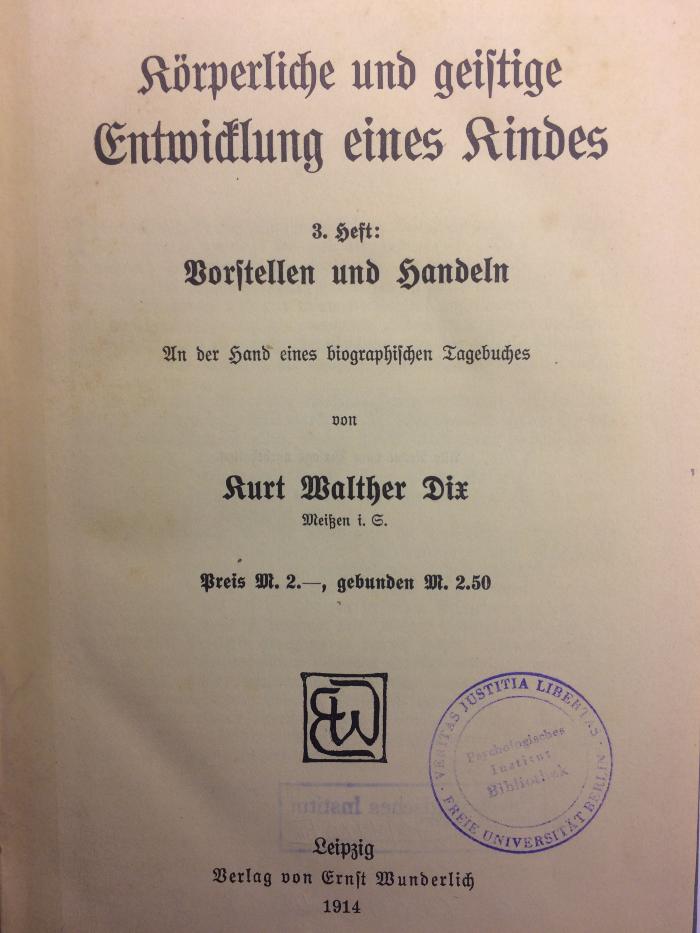 Körperliche und geiſtige
Entwicklung eines Kindes
3. Heft:
Vorſtellen und Handeln
An der Hand eines biographiſchen Tagebuches
von
Kurt Walther Dix
Meißen i. S.
Preis M. 2.—, gebunden M. 2.50
EW
VERITAS JUSTITIA LIBERTAS
Psychologisches
Institut
Bibliothek
FREIE UNIVERSITÄT BERLIN
Leipzig
Verlag von Ernſt Wunderlich
1914